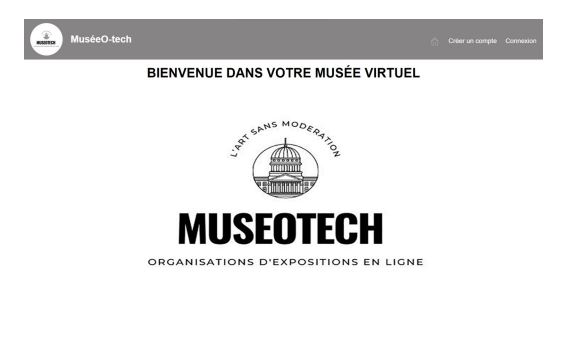 MUSEOTECH
MuséeO-tech
Créer un compte Connexion
BIENVENUE DANS VOTRE MUSÉE VIRTUEL
L'ART SANS MODERATION
MUSEOTECH
ORGANISATIONS D'EXPOSITIONS EN LIGNE